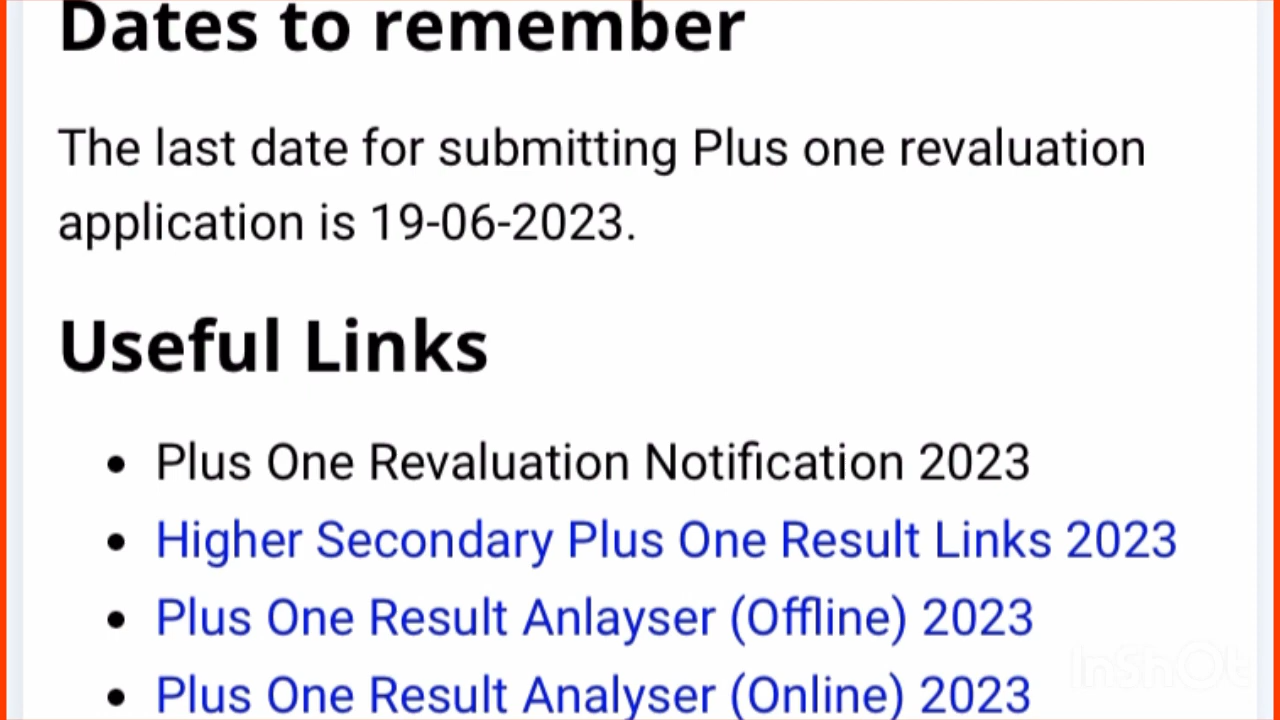 Dates to remember
The last date for submitting Plus one revaluation
application is 19-06-2023.
Useful Links
• Plus One Revaluation Notification 2023
• Higher Secondary Plus One Result Links 2023
• Plus One Result Anlayser (Offline) 2023
• Plus One Result Analyser (Online) 2023
InShOt